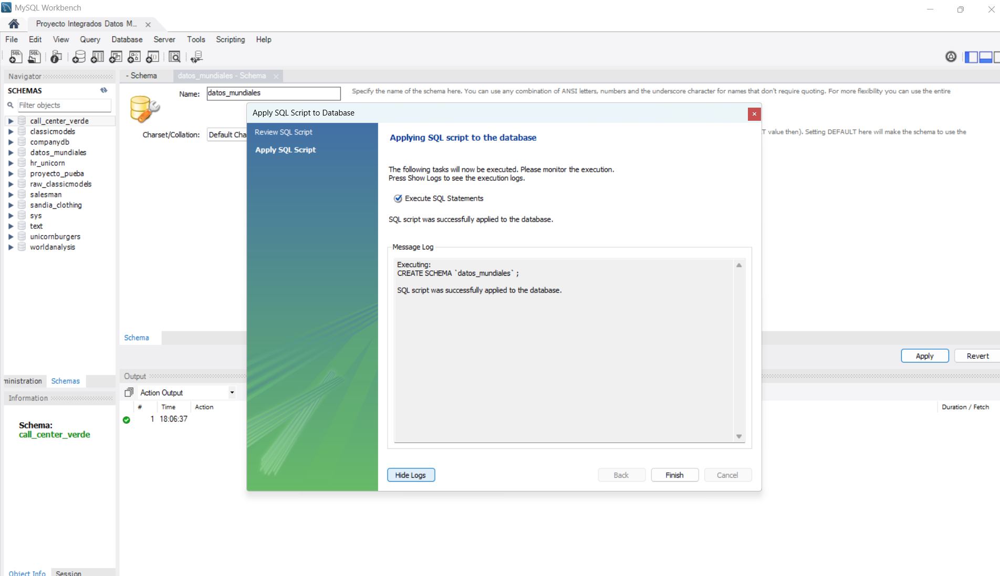 MySQL Workbench
Proyecto Integrados Datos M...
File Edit View Query Database Server Tools Scripting Help
Navigator
SCHEMAS
Filter objects
call_center_verde
classicmodels
companydb
datos_mundiales
hr_unicorn
proyecto_pueba
raw_classicmodels
salesman
sandia_clothing
sys
text
unicornburgers
worldanalysis
ministration Schemas
Information
Schema:
call_center_verde
Object Info Session
- Schema
datos_mundiales - Schema
Name: datos_mundiales
Specify the name of the schema here. You can use any combination of ANSI letters, numbers and the underscore character for names that don't require quoting. For more flexibility you can use the entire
Charset/Collation: Default Cha
T value then). Setting DEFAULT here will make the schema to use the
Apply SQL Script to Database
Review SQL Script
Apply SQL Script
Applying SQL script to the database
The following tasks will now be executed. Please monitor the execution.
Press Show Logs to see the execution logs.
Execute SQL Statements
SQL script was successfully applied to the database.
Message Log
Executing:
CREATE SCHEMA `datos_mundiales` ;
SQL script was successfully applied to the database.
Hide Logs Back Finish Cancel
Schema
Apply Revert
Output
Action Output
# Time Action Duration / Fetch
1 18:06:37